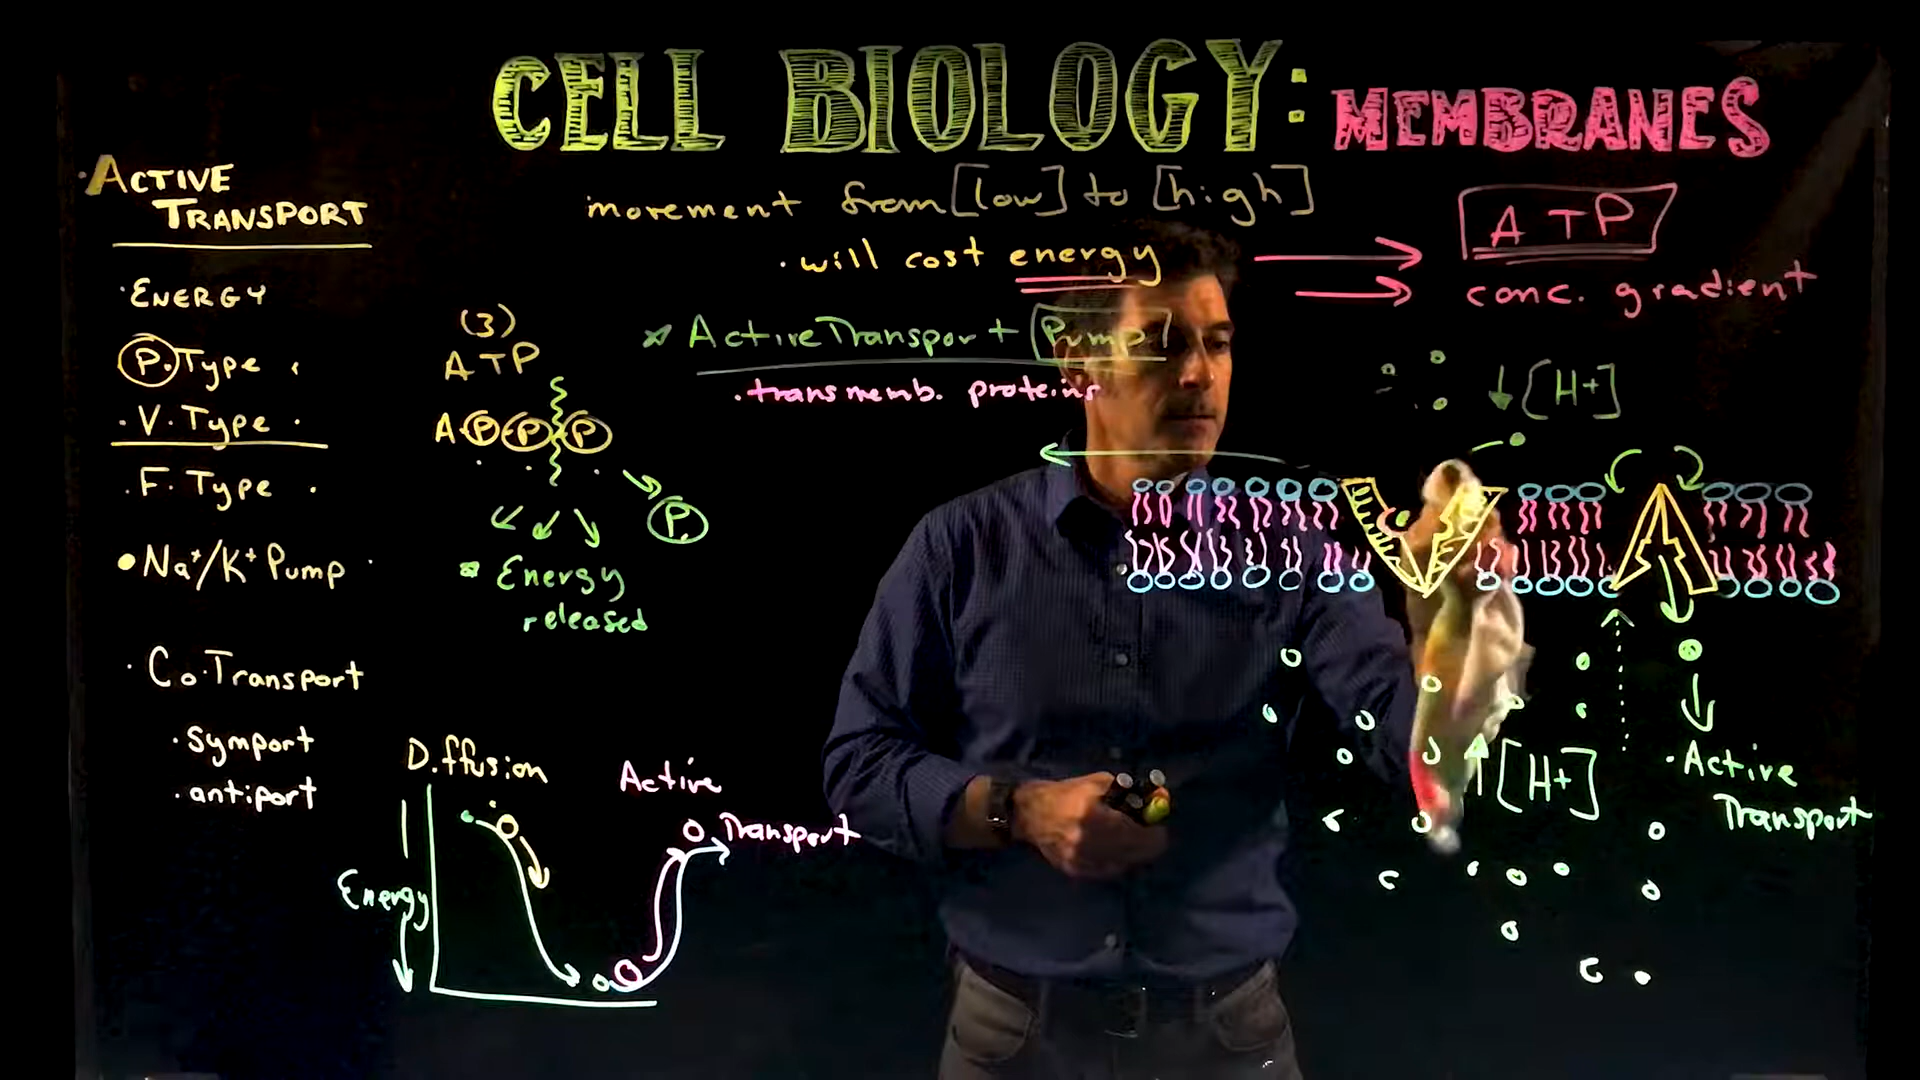 CELL BIOLOGY: MEMBRANES
ACTIVE
TRANSPORT
ENERGY
P. Type
V. Type
F. Type
Na+/K+ Pump
Co-Transport
symport
antiport
movement from [low] to [high]
will cost energy
ATP
conc. gradient
Active Transport Pump
transmemb. proteins
(3)
ATP
A P P P
P
Energy
released
Diffusion
Active
Transport
Energy
↓ [H+]
↑ [H+]
Active
Transport